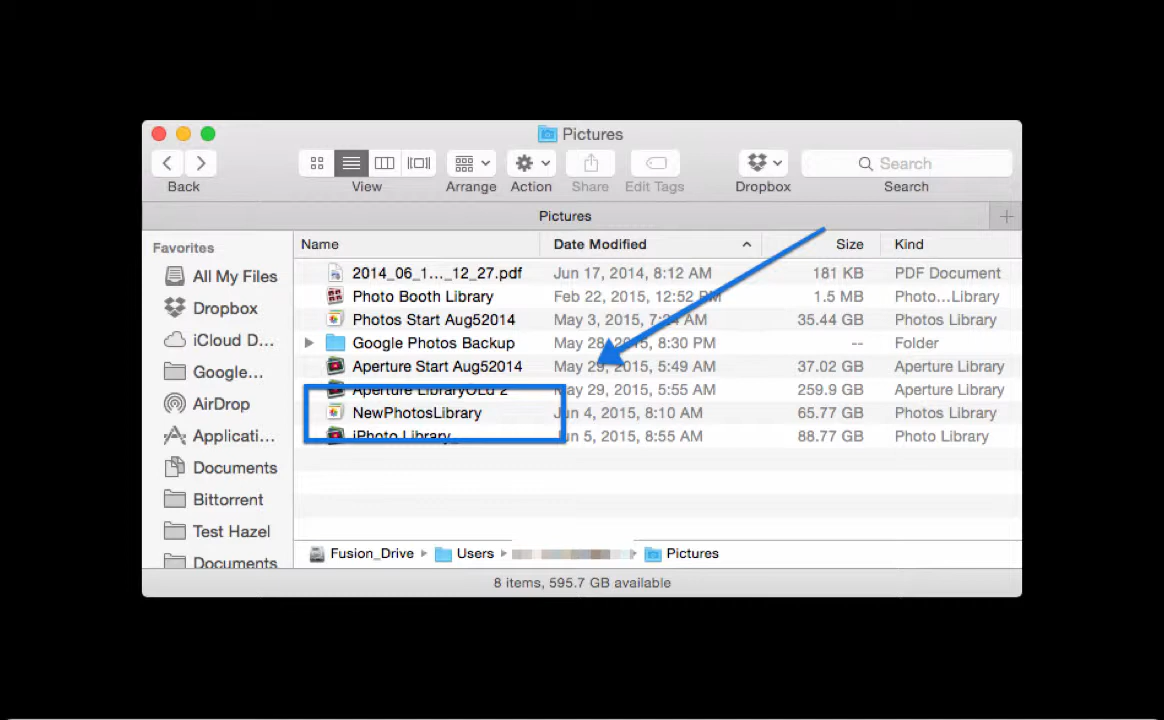 Pictures
Back View Arrange Action Share Edit Tags Dropbox Search Search
Pictures
Favorites
All My Files
Dropbox
iCloud D...
Google...
AirDrop
Applicati...
Documents
Bittorrent
Test Hazel
Documents
Name Date Modified Size Kind
2014_06_1..._12_27.pdf Jun 17, 2014, 8:12 AM 181 KB PDF Document
Photo Booth Library Feb 22, 2015, 12:52 PM 1.5 MB Photo...Library
Photos Start Aug52014 May 3, 2015, AM 35.44 GB Photos Library
Google Photos Backup May 28, 2015, 8:30 PM -- Folder
Aperture Start Aug52014 May 29, 2015, 5:49 AM 37.02 GB Aperture Library
Aperture LibraryOLd 2 May 29, 2015, 5:55 AM 259.9 GB Aperture Library
NewPhotosLibrary Jun 4, 2015, 8:10 AM 65.77 GB Photos Library
iPhoto Library_ Jun 5, 2015, 8:55 AM 88.77 GB Photo Library
Fusion_Drive Users Pictures
8 items, 595.7 GB available